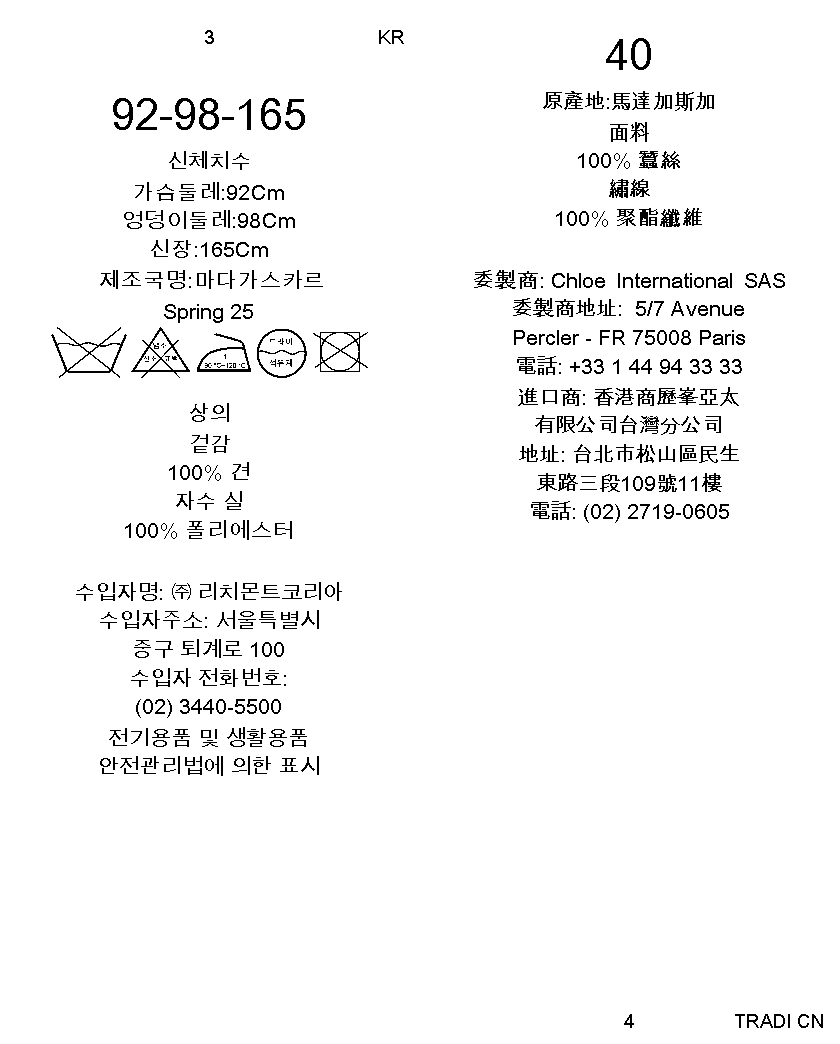 3
KR
92-98-165
신체치수
가슴둘레:92Cm
엉덩이둘레:98Cm
신장:165Cm
제조국명:마다가스카르
Spring 25
염소
산소 표백
1
90 ℃~120 ℃
드라이
석유계
상의
겉감
100% 견
자수 실
100% 폴리에스터
수입자명: ㈜ 리치몬트코리아
수입자주소: 서울특별시
중구 퇴계로 100
수입자 전화번호:
(02) 3440-5500
전기용품 및 생활용품
안전관리법에 의한 표시
40
原產地:馬達加斯加
面料
100% 蠶絲
繡線
100% 聚酯纖維
委製商: Chloe International SAS
委製商地址: 5/7 Avenue
Percler - FR 75008 Paris
電話: +33 1 44 94 33 33
進口商: 香港商歷峯亞太
有限公司台灣分公司
地址: 台北市松山區民生
東路三段109號11樓
電話: (02) 2719-0605
4
TRADI CN